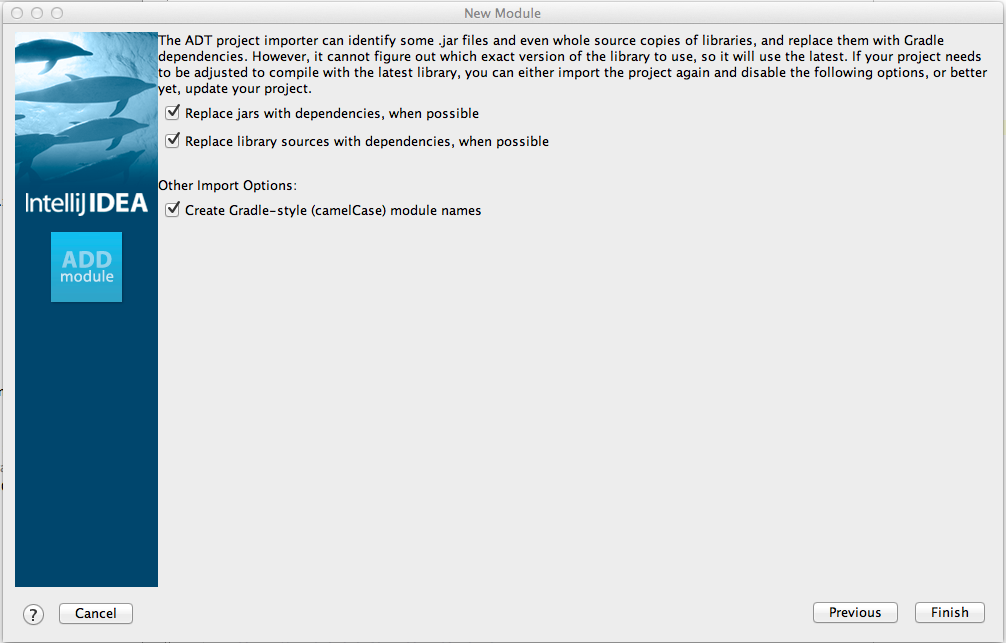 New Module
The ADT project importer can identify some .jar files and even whole source copies of libraries, and replace them with Gradle
dependencies. However, it cannot figure out which exact version of the library to use, so it will use the latest. If your project needs
to be adjusted to compile with the latest library, you can either import the project again and disable the following options, or better
yet, update your project.
Replace jars with dependencies, when possible
Replace library sources with dependencies, when possible
Other Import Options:
IntelliJ IDEA
Create Gradle-style (camelCase) module names
ADD
module
?
Cancel
Previous
Finish